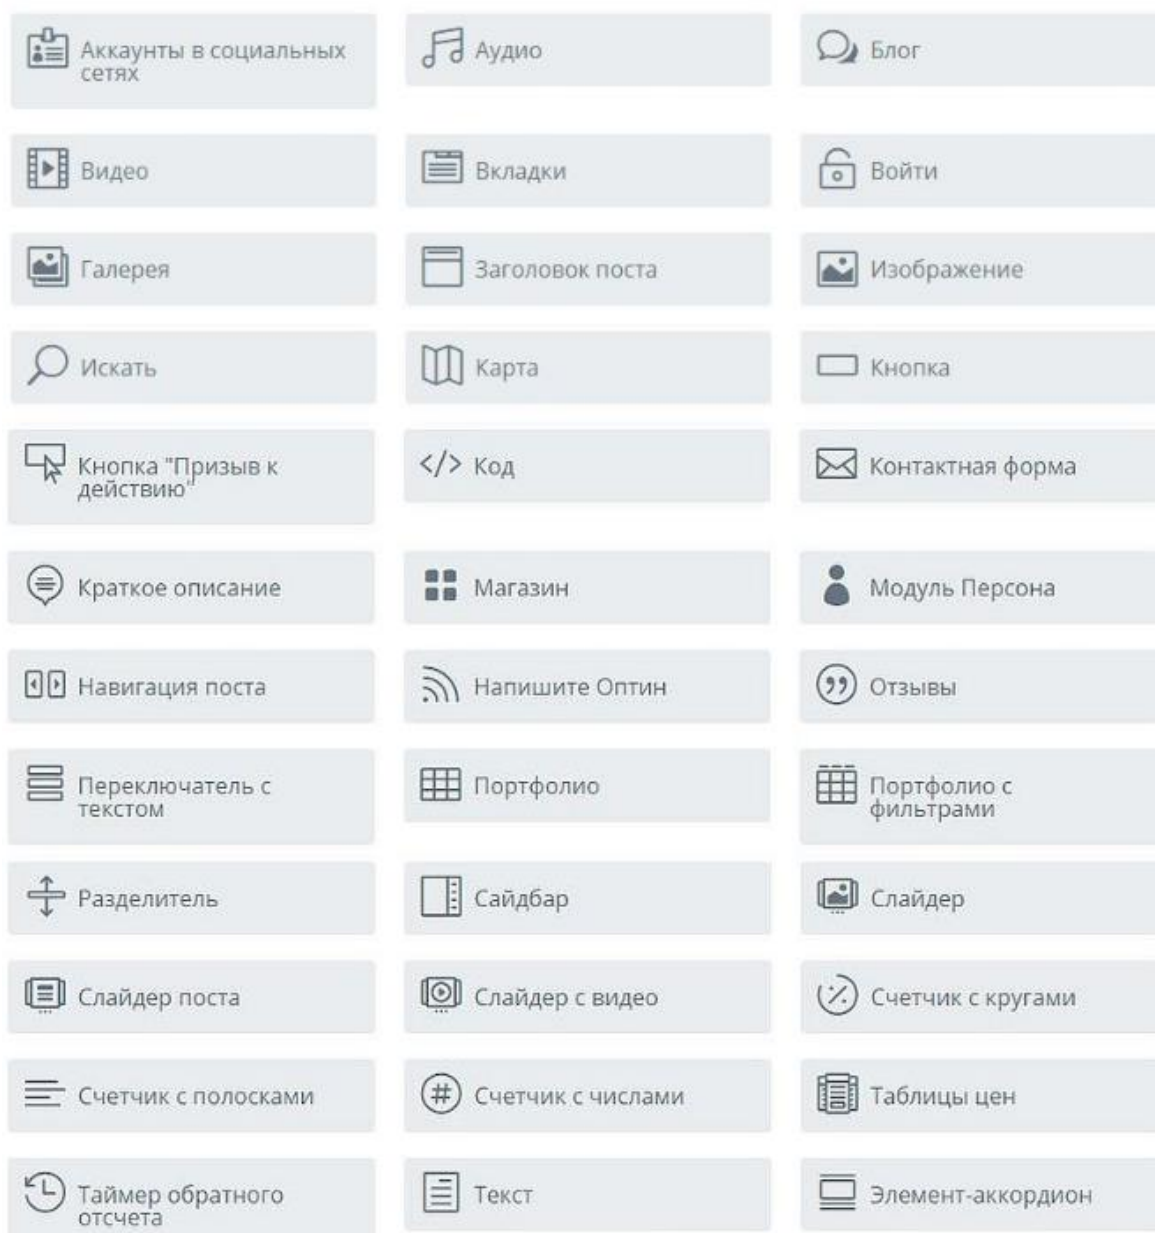 Аккаунты в социальных
сетях
Аудио
Блог
Видео
Вкладки
Войти
Галерея
Заголовок поста
Изображение
Искать
Карта
Кнопка
Кнопка "Призыв к
действию"
</> Код
Контактная форма
Краткое описание
Магазин
Модуль Персона
Навигация поста
Напишите Оптин
Отзывы
Переключатель с
текстом
Портфолио
Портфолио с
фильтрами
Разделитель
Сайдбар
Слайдер
Слайдер поста
Слайдер с видео
Счетчик с кругами
Счетчик с полосками
Счетчик с числами
Таблицы цен
Таймер обратного
отсчета
Текст
Элемент-аккордион